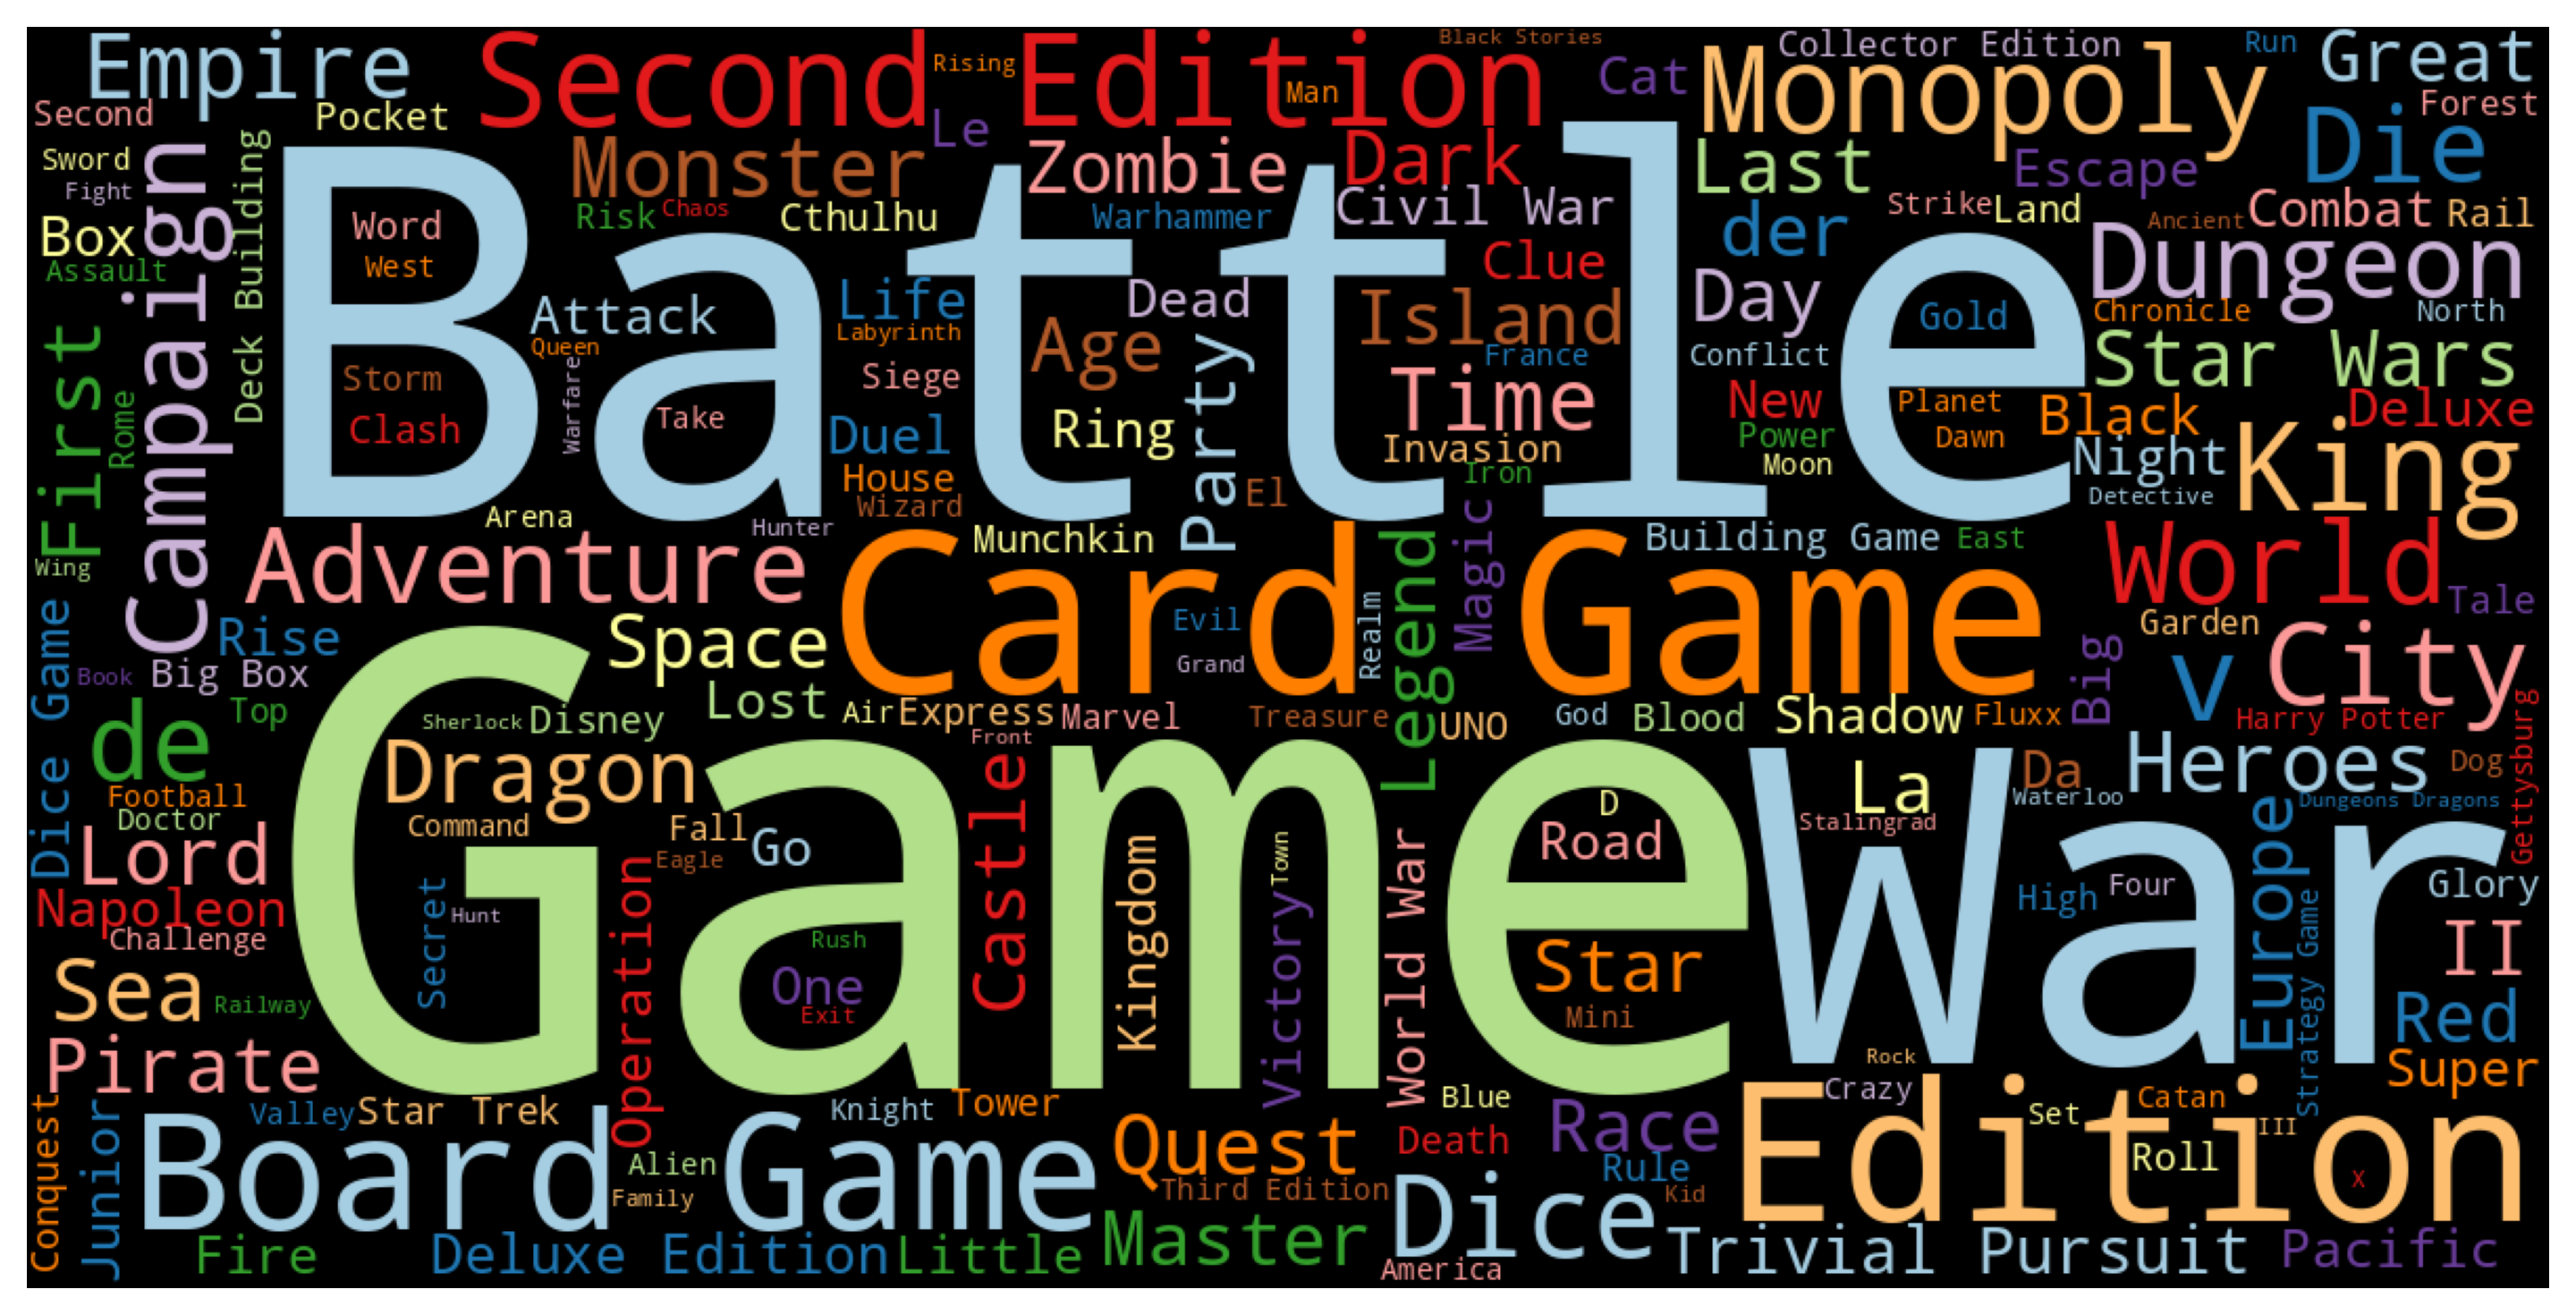 Empire
Second Edition
Rising
Man
Black Stories
Cat
Monopoly
Collector Edition
Run
Great
Second
Pocket
Le
Forest
Die
Sword
Fight
Campaign
Deck Building
Monster
Zombie
Dark
Last
Escape
Box
Word
Risk
Chaos
Cthulhu
Warhammer
Civil War
der
Strike
Land
Ancient
Combat
Rail
Assault
West
Battle
Clue
Dungeon
First
Attack
Life
Dead
Island
Day
Gold
Chronicle
North
Queen
Labyrinth
Age
Party
France
Conflict
Star Wars
Storm
Warfare
Siege
Time
New
Planet
Black
Deluxe
Rome
Clash
Take
Duel
Ring
Invasion
Power
Dawn
Night
King
House
Iron
Moon
Wizard
El
Detective
Arena
Hunter
Munchkin
Legend
Magic
Building Game
East
World
Wing
Adventure
Card Game
Dice Game
Rise
Space
Evil
Realm
Tale
Garden
Book
Big Box
Grand
Big
v
City
de
Top
Lost
Sherlock
Disney
Air
Express
Marvel
Treasure
UNO
God
Blood
Shadow
Fluxx
Harry Potter
Gettysburg
Front
Dragon
Game
War
Castle
La
Da
Heroes
Dog
Football
Doctor
Command
Fall
Go
D
Road
Waterloo
Dungeons Dragons
Stalingrad
Lord
Eagle
Town
Europe
Napoleon
Secret
Hunt
Operation
Kingdom
Victory
World War
High
Four
Glory
Challenge
Rush
Star
Strategy Game
II
Sea
Railway
One
Exit
Mini
Red
Pirate
Rock
Super
Conquest
Junior
Valley
Star Trek
Knight
Tower
Blue
Crazy
Edition
Set
Catan
III
Board Game
Quest
Death
Race
Roll
Alien
Rule
X
Family
Third Edition
Dice
Kid
Fire
Deluxe Edition
Little
Master
America
Trivial Pursuit
Pacific